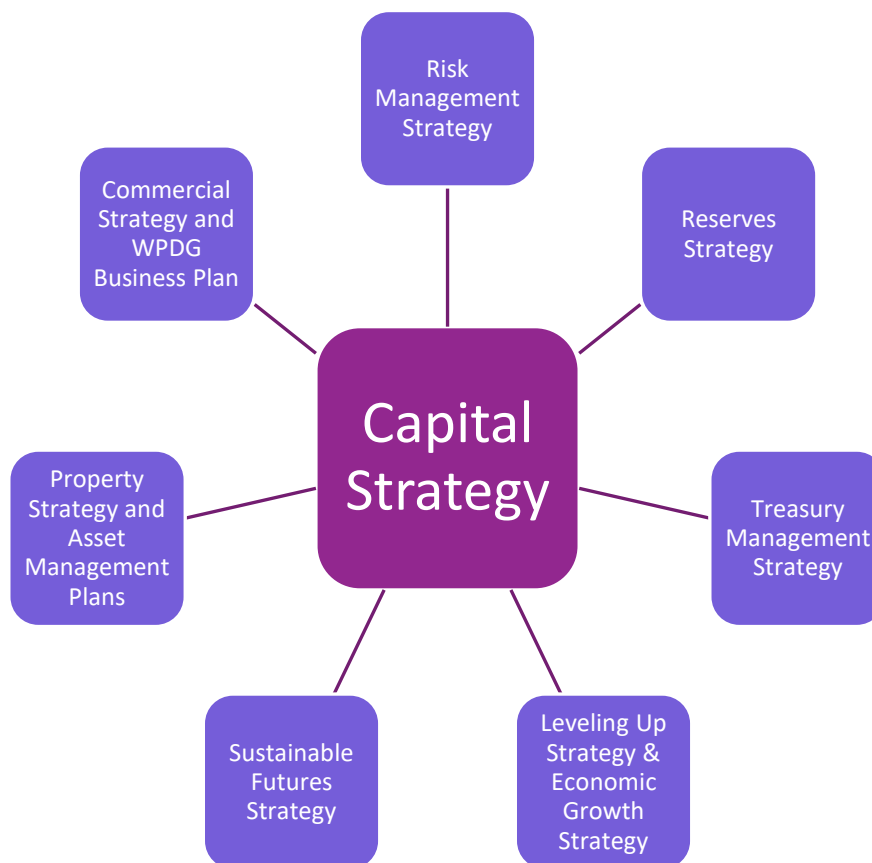 Risk
Management
Strategy
Commercial
Strategy and
WPDG
Business Plan
Reserves
Strategy
Capital
Strategy
Property
Strategy and
Asset
Management
Plans
Treasury
Management
Strategy
Sustainable
Futures
Strategy
Leveling Up
Strategy &
Economic
Growth
Strategy